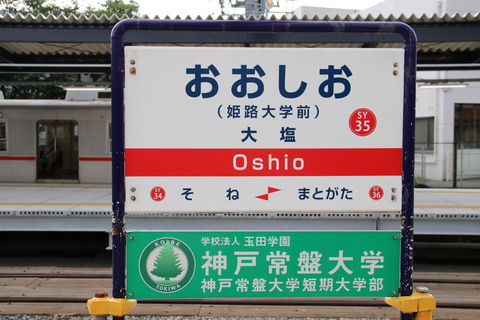 おおしお
(姫路大学前)
大塩
SY
35
Oshio
SY
34
そね
まとがた
SY
36
KOBE
TOKIWA
学校法人 玉田学園
神戸常盤大学
神戸常盤大学短期大学部